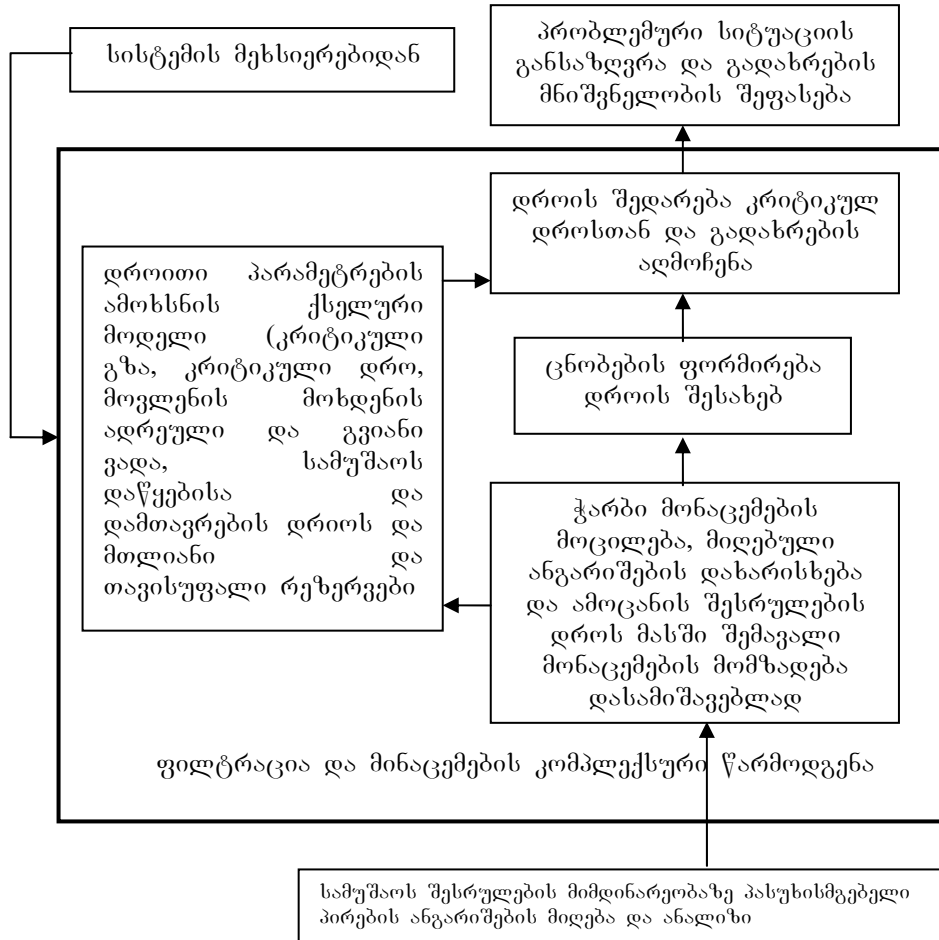 სისტემის მეხსიერებიდან
პრობლემური სიტუაციის
განსაზღვრა და გადახრების
მნიშვნელობის შეფასება
დროის შედარება კრიტიკულ
დროსთან და გადახრების
აღმოჩენა
დროითი პარამეტრების
ამოხსნის ქსელური
მოდელი (კრიტიკული
გზა, კრიტიკული დრო,
მოვლენის მოხდენის
ადრეული და გვიანი
ვადა, სამუშაოს
დაწყებისა და
დამთავრების დრიოს და
მთლიანი და
თავისუფალი რეზერვები
ცნობების ფორმირება
დროის შესახებ
ჭარბი მონაცემების
მოცილება, მიღებული
ანგარიშების დახარისხება
და ამოცანის შესრულების
დროს მასში შემავალი
მონაცემების მომზადება
დასამიშავებლად
ფილტრაცია და მინაცემების კომპლექსური წარმოდგენა
სამუშაოს შესრულების მიმდინარეობაზე პასუხისმგებელი
პირების ანგარიშების მიღება და ანალიზი